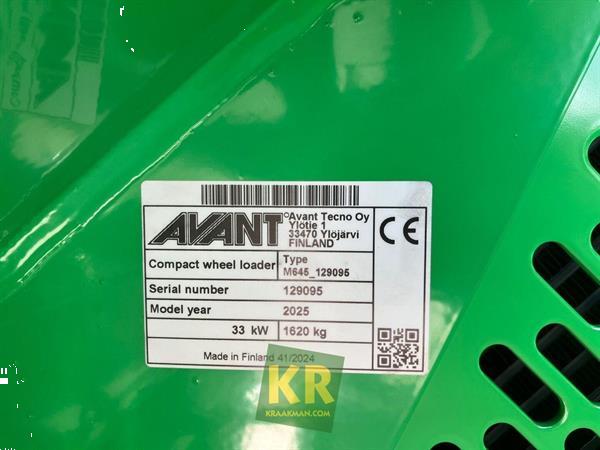 AVANT
Avant Tecno Oy
Ylötie 1
33470 Ylöjärvi
FINLAND
CE
Compact wheel loader
Type
M645_129095
Serial number 129095
Model year 2025
33 kW 1620 kg
Made in Finland 41/2024
KR
KRAAKMAN.COM